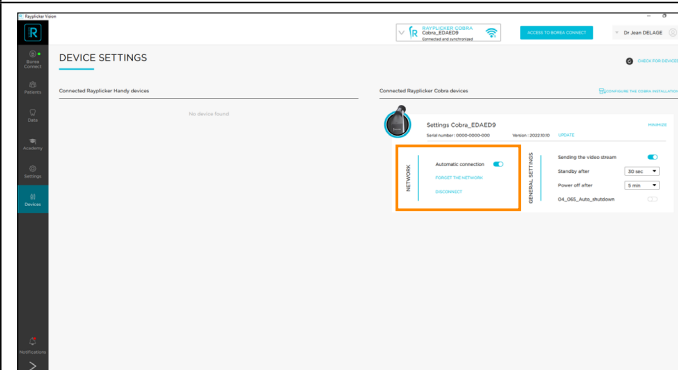 Rayplicker Vision
RAYPLICKER COBRA
Cobra_EDAED9
Connected and synchronized
ACCESS TO BOREA CONNECT
Dr Jean DELAGE
Borea
Connect
Patients
Data
Academy
Settings
Devices
Notifications
DEVICE SETTINGS
CHECK FOR DEVICES
Connected Rayplicker Handy devices
No device found
Connected Rayplicker Cobra devices
CONFIGURE THE COBRA INSTALLATION
Settings Cobra_EDAED9
Serial number : 0000-0000-000
Version : 2022.10.10
UPDATE
NETWORK
Automatic connection
FORGET THE NETWORK
DISCONNECT
GENERAL SETTINGS
Sending the video stream
Standby after
30 sec
Power off after
5 min
04_065_Auto_shutdown